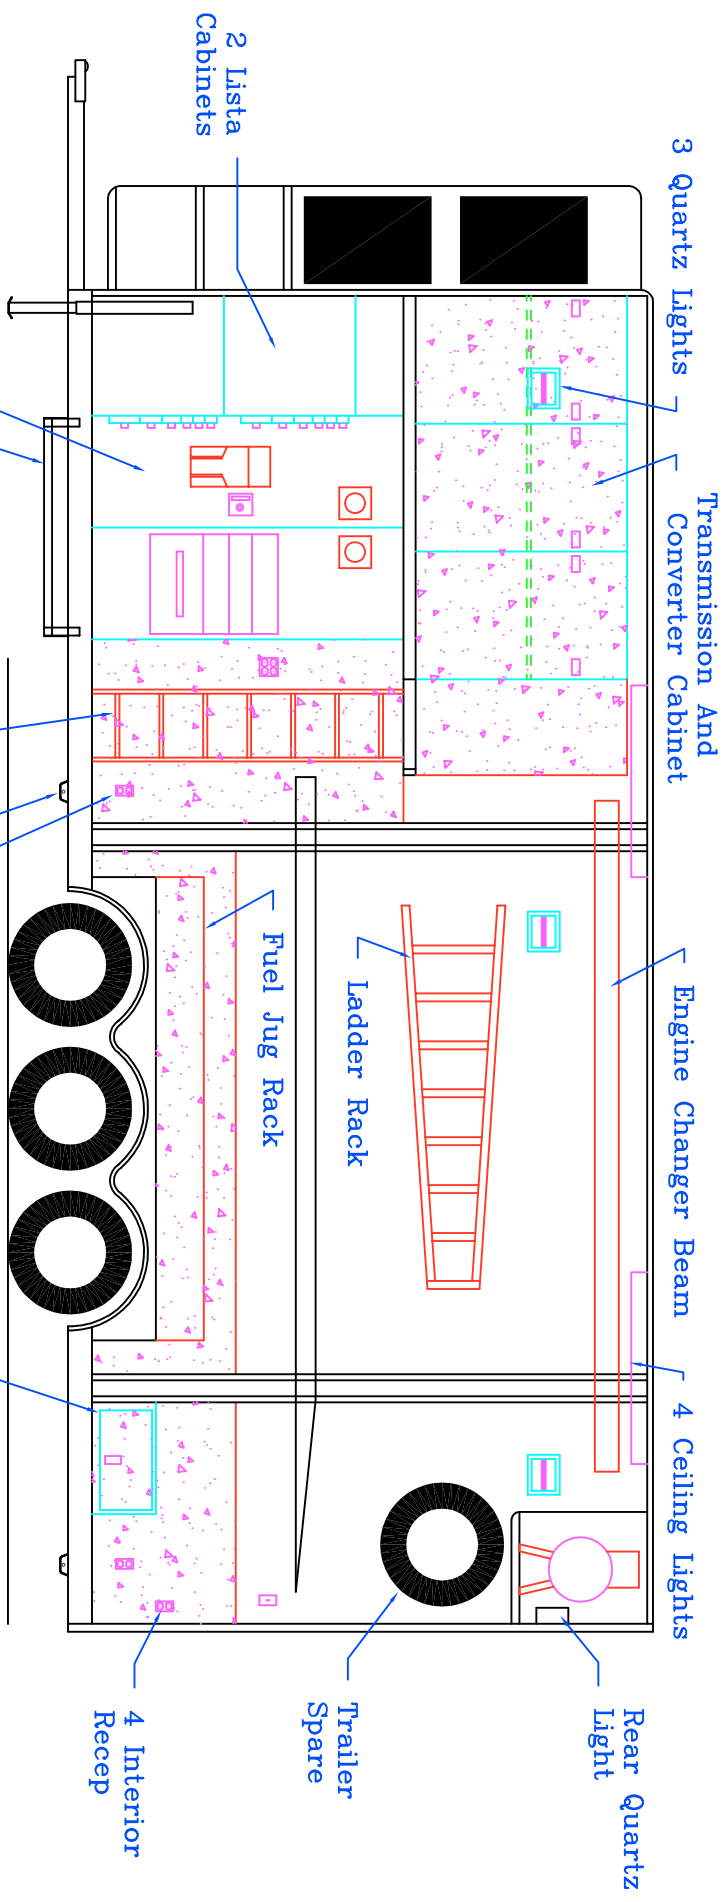 2 Lista
Cabinets
3 Quartz Lights
Transmission And
Converter Cabinet
Engine Changer Beam
4 Ceiling Lights
Ladder Rack
Fuel Jug Rack
Rear Quartz
Light
Trailer
Spare
4 Interior
Recep